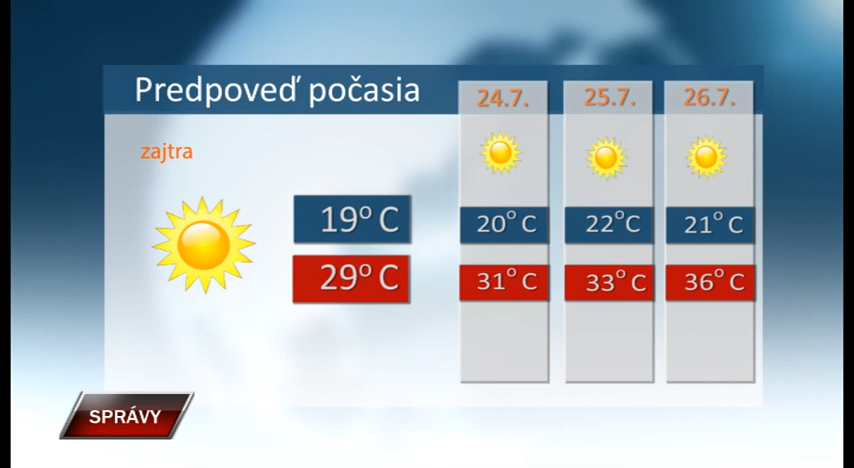 Predpoveď počasia
zajtra
19° C
29° C
24.7.
20° C
31° C
25.7.
22°C
33° C
26.7.
21° C
36° C
SPRÁVY